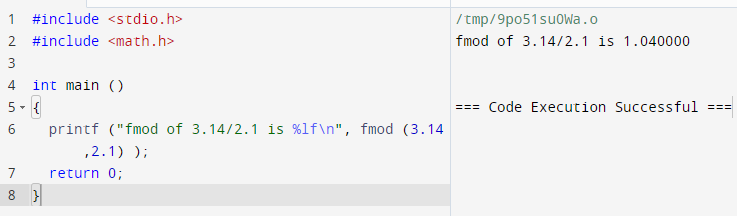 1 #include <stdio.h>
2 #include <math.h>
3
4 int main ()
5 {
6 printf ("fmod of 3.14/2.1 is %lf\n", fmod (3.14
,2.1) );
7 return 0;
8 }
/tmp/9po51su0Wa.o
fmod of 3.14/2.1 is 1.040000
=== Code Execution Successful ===